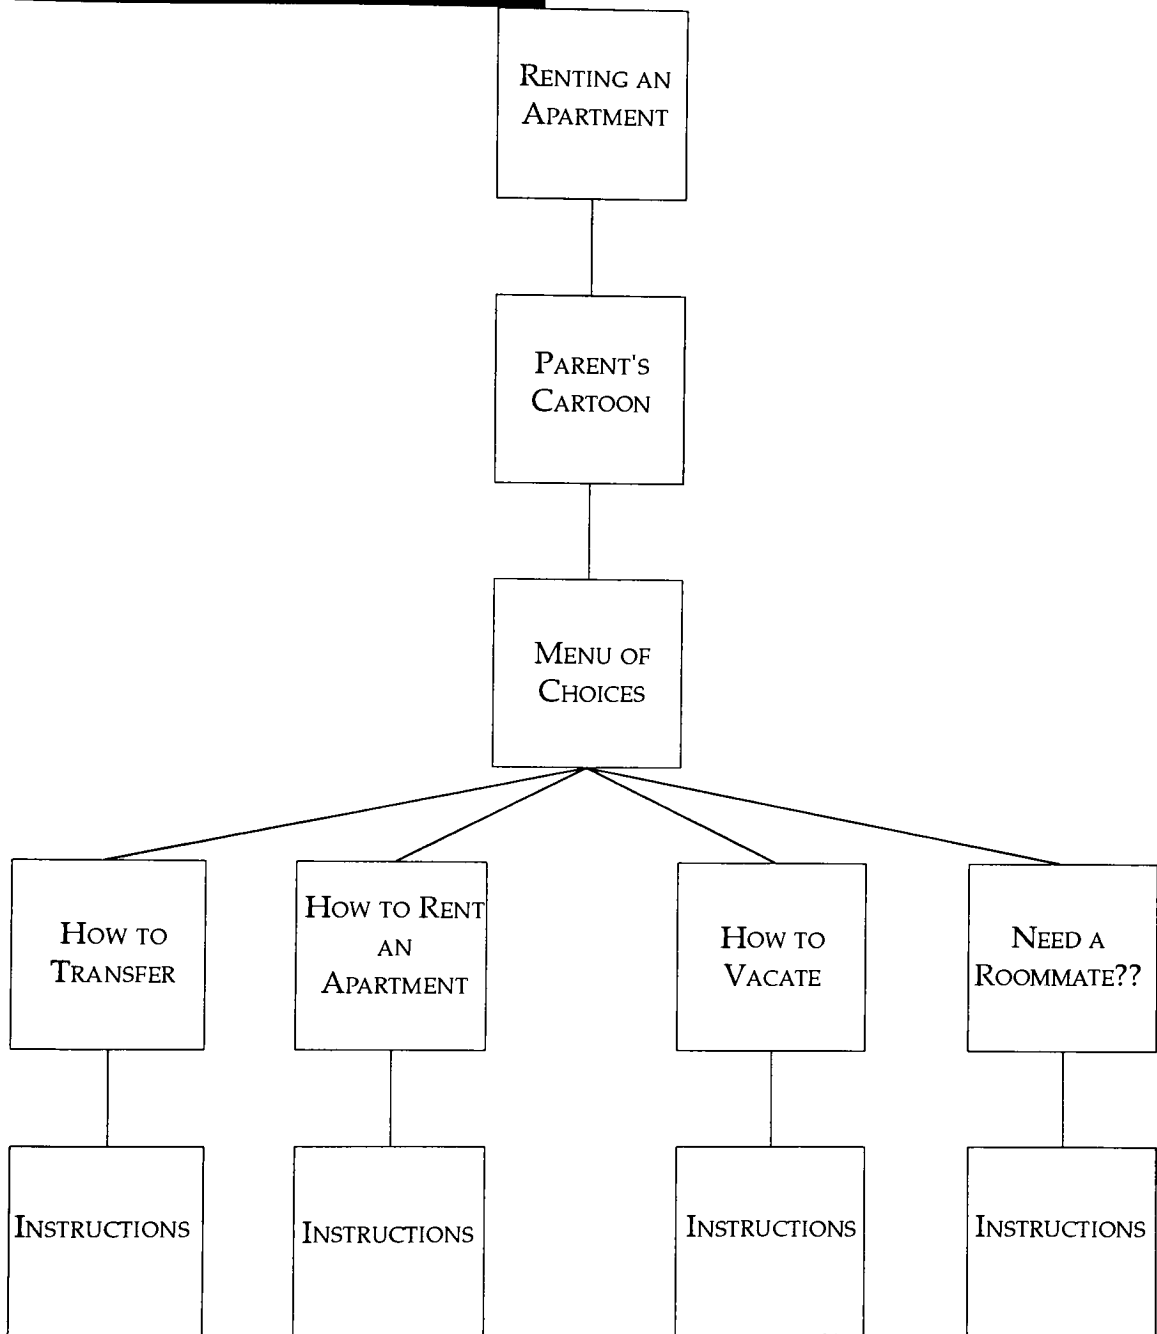 Renting an
Apartment
Parent's
Cartoon
Menu of
Choices
How to
Transfer
How to Rent
an
Apartment
How to
Vacate
Need a
Roommate??
Instructions
Instructions
Instructions
Instructions